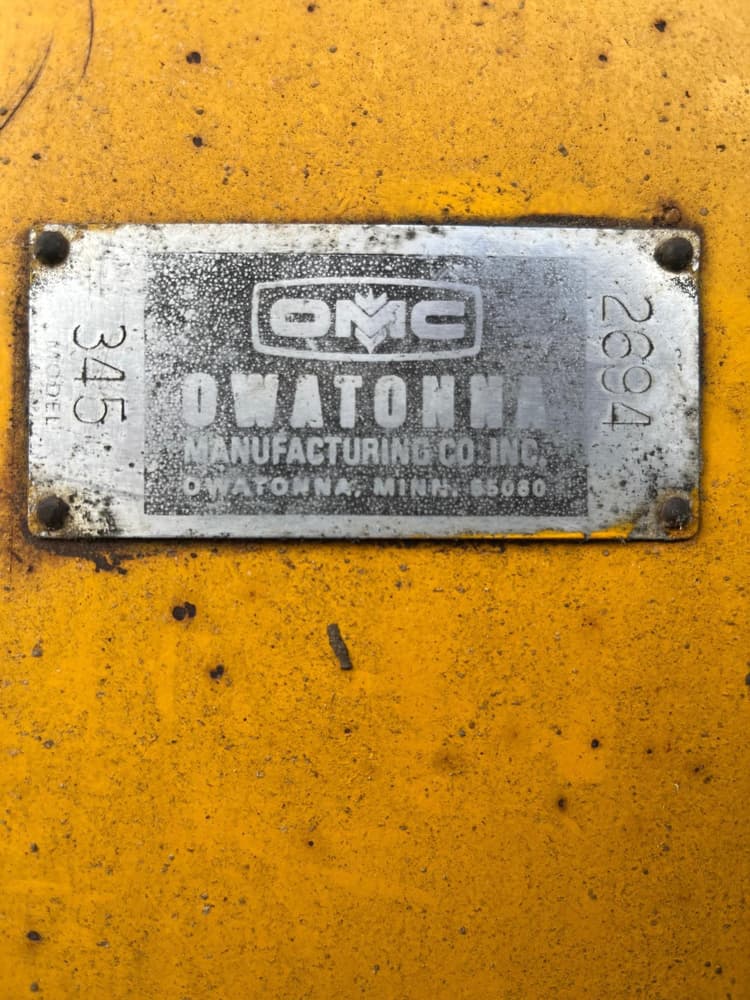 MODEL
345
OMC
OWATONNA
MANUFACTURING CO. INC.
OWATONNA, MINN. 55060
2694